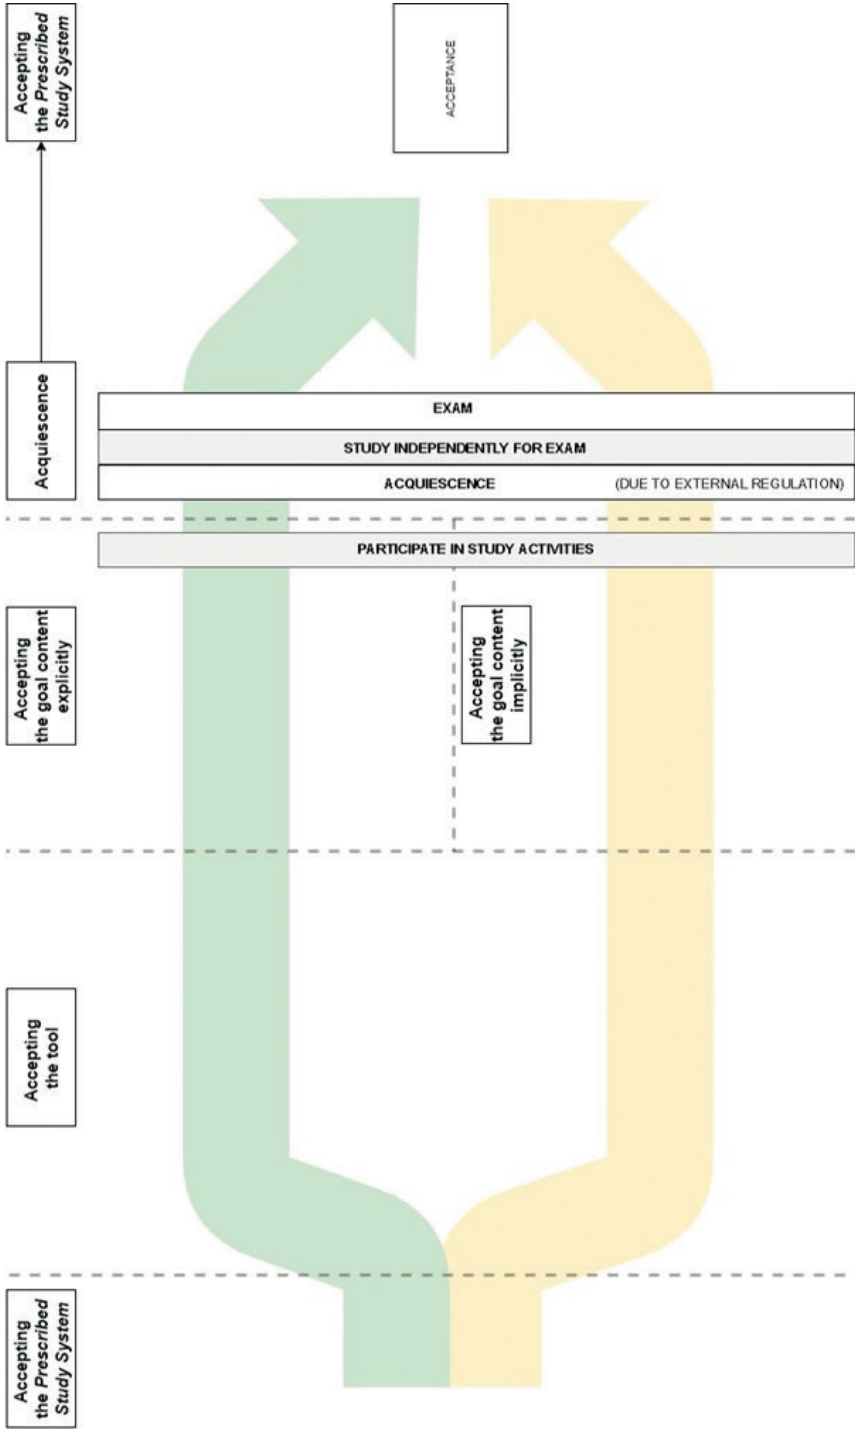 Accepting
the Prescribed
Study System
ACCEPTANCE
Acquiescence
EXAM
STUDY INDEPENDENTLY FOR EXAM
ACQUIESCENCE (DUE TO EXTERNAL REGULATION)
PARTICIPATE IN STUDY ACTIVITIES
Accepting
the goal content
explicitly
Accepting
the goal content
implicitly
Accepting
the tool
Accepting
the Prescribed
Study System